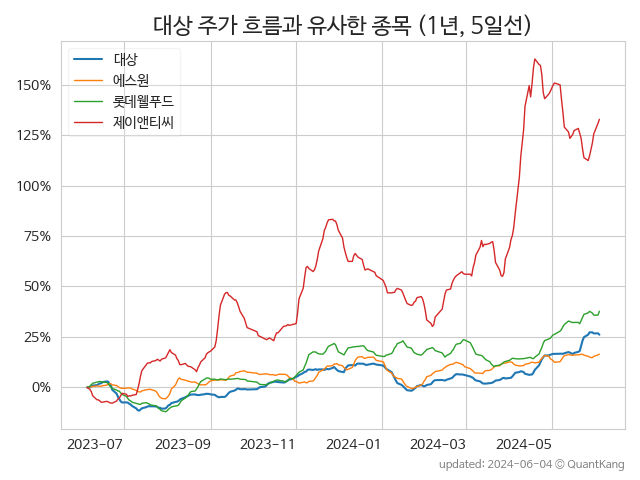 대상 주가 흐름과 유사한 종목 (1년, 5일선)
대상
에스원
롯데웰푸드
제이앤티씨
150%
125%
100%
75%
50%
25%
0%
2023-07 2023-09 2023-11 2024-01 2024-03 2024-05
updated: 2024-06-04 © QuantKang